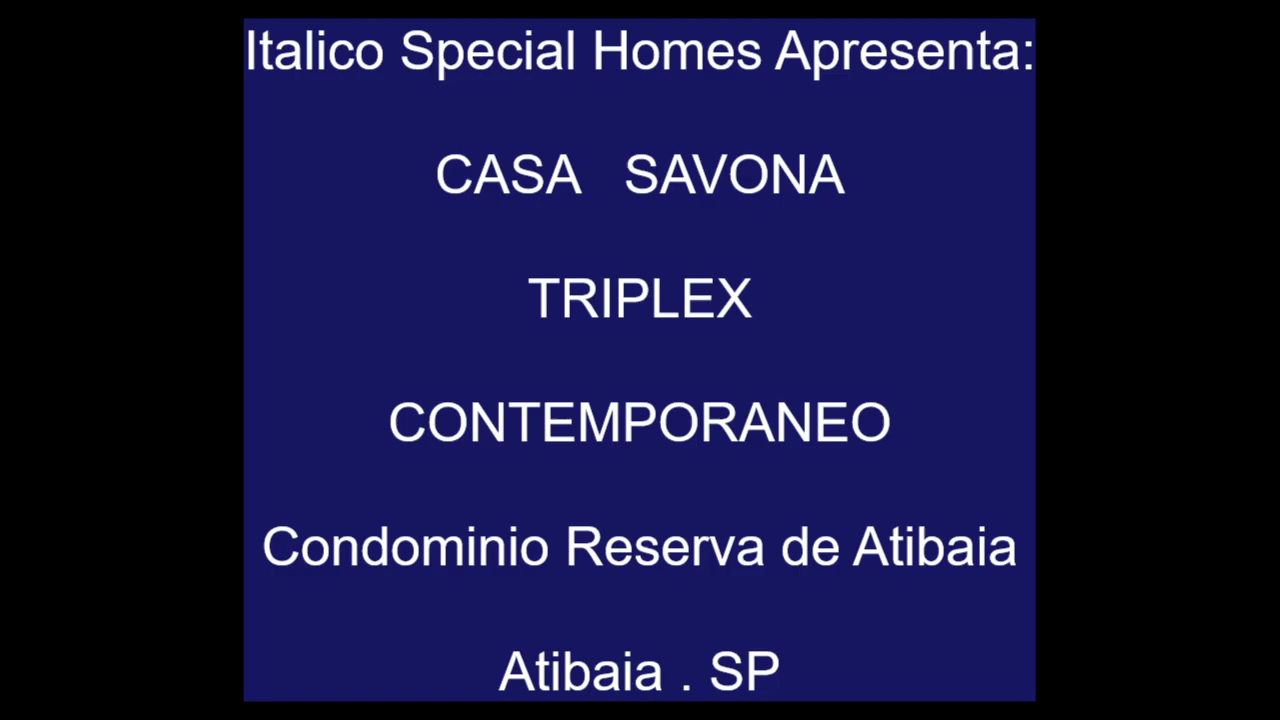 Italico Special Homes Apresenta:
CASA SAVONA
TRIPLEX
CONTEMPORANEO
Condominio Reserva de Atibaia
Atibaia . SP